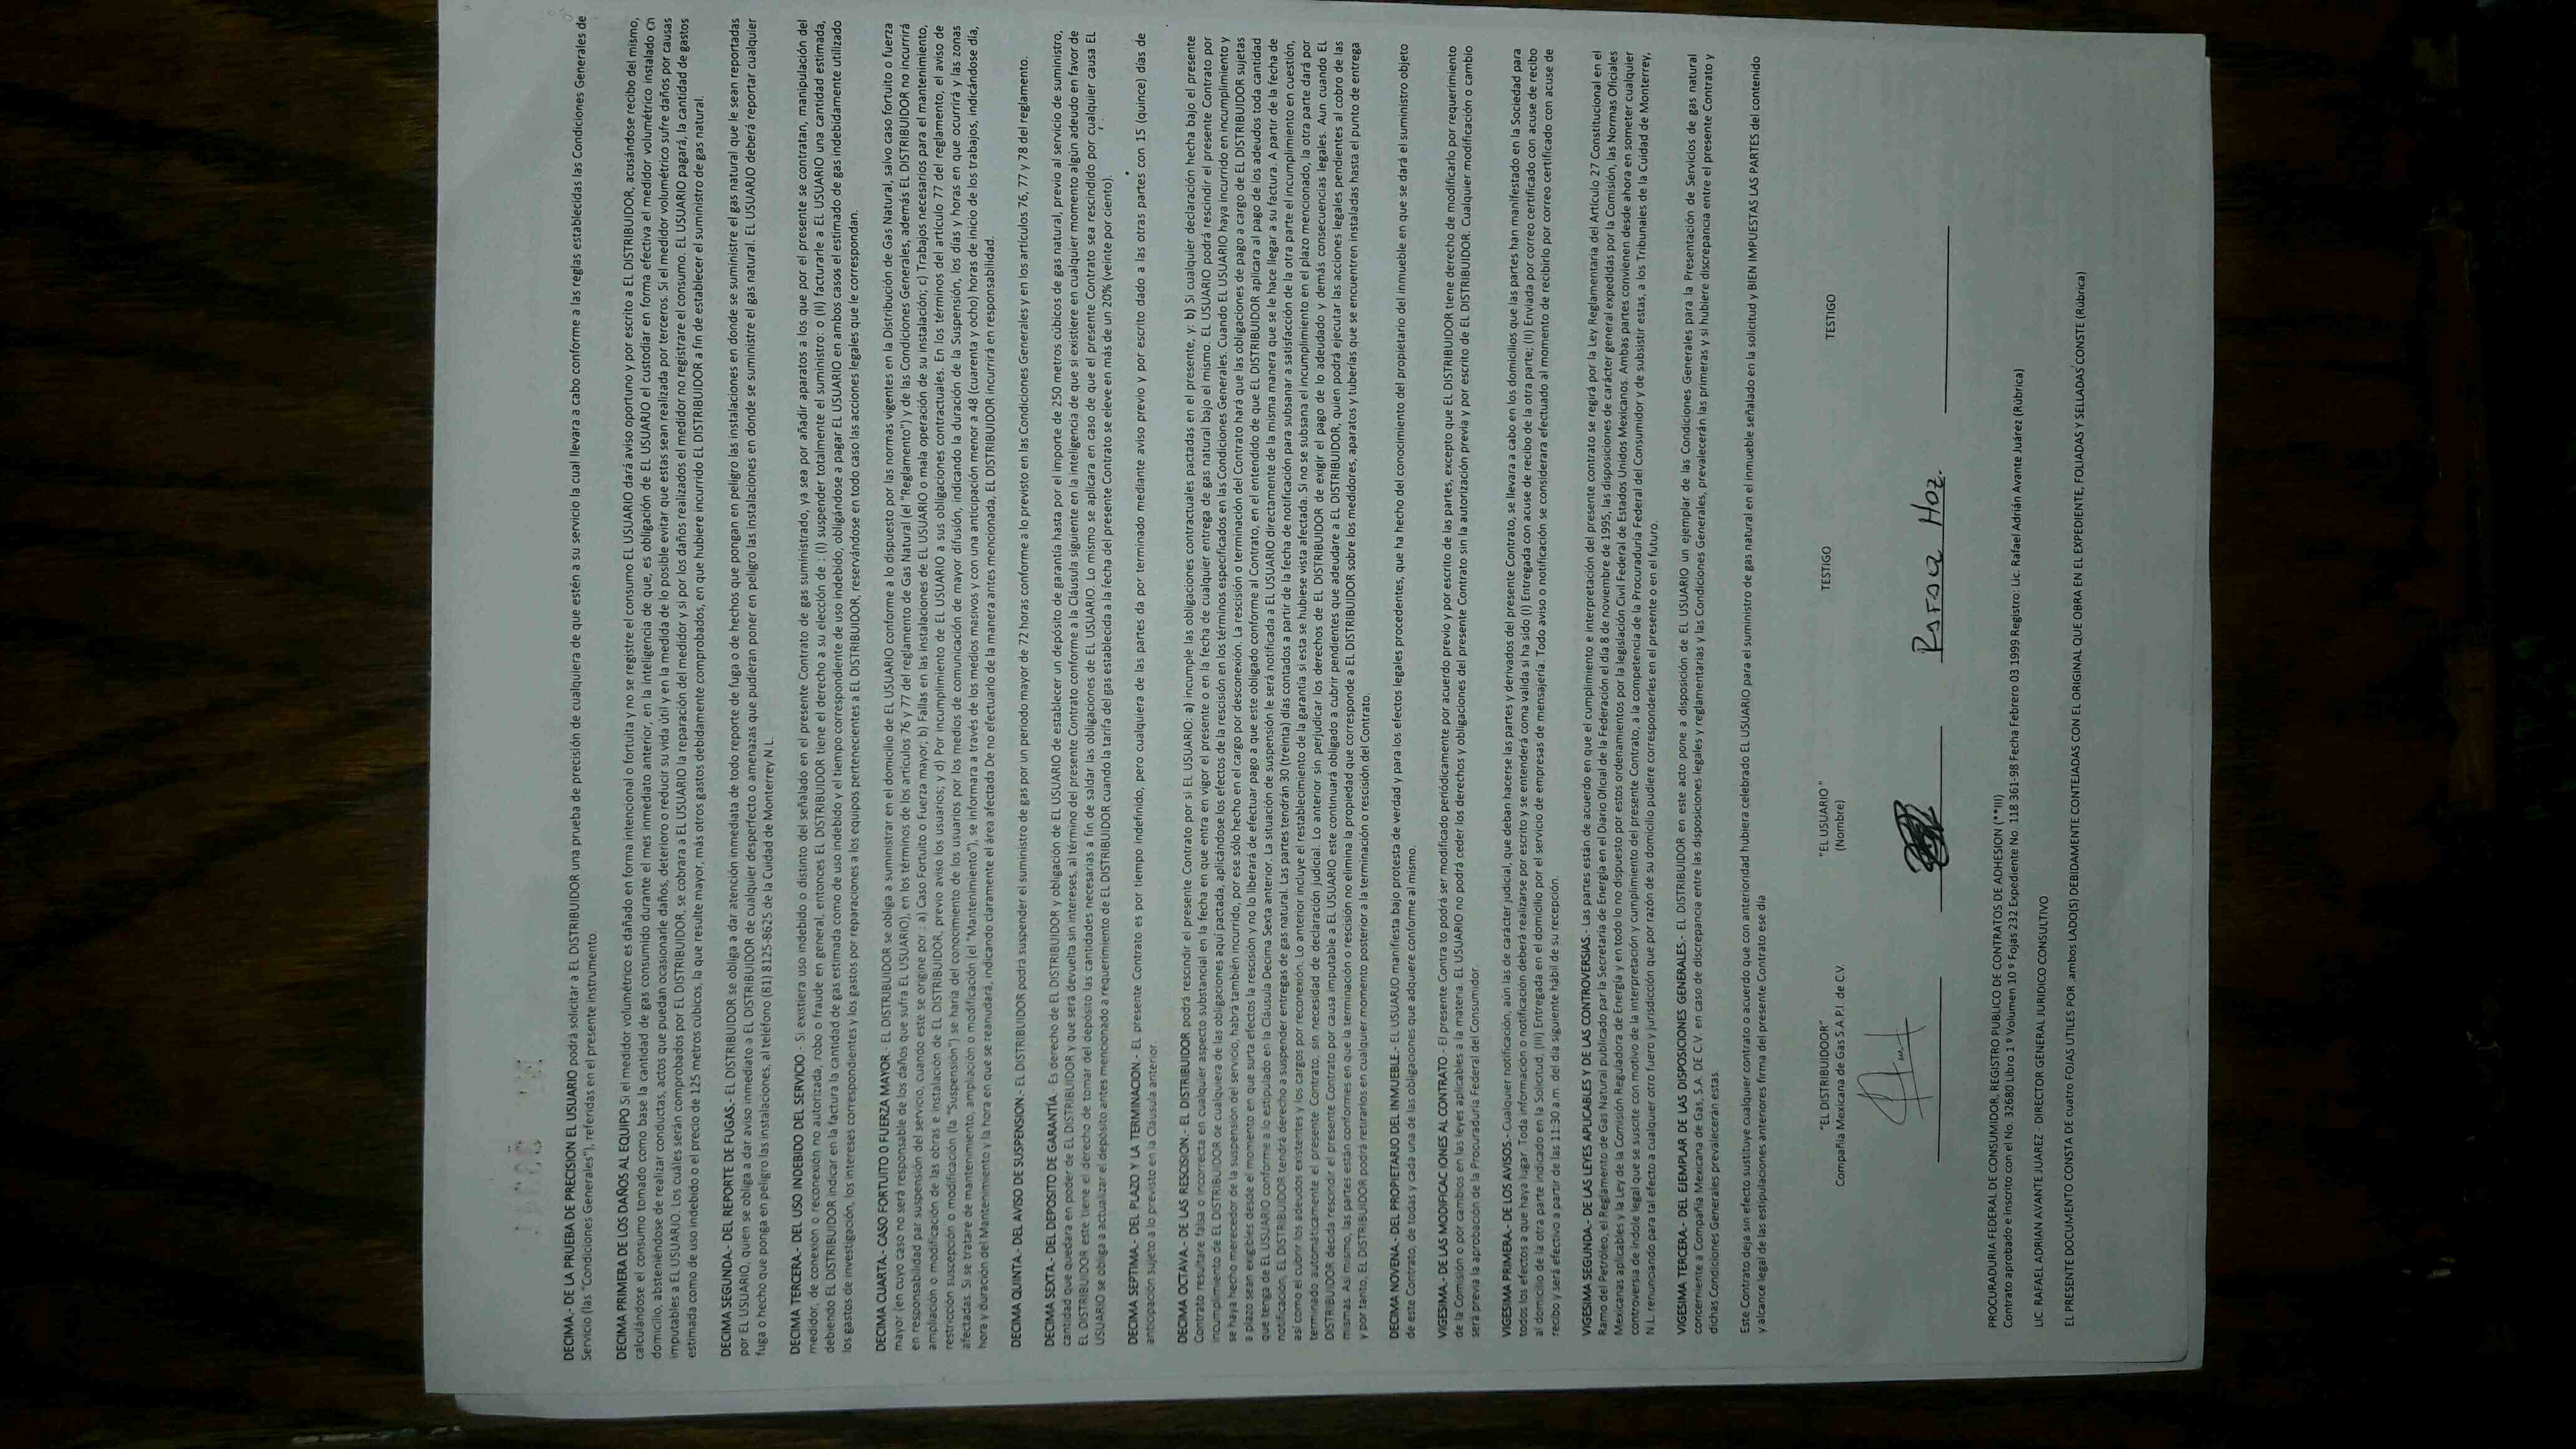 DECIMA.- DE LA PRUEBA DE PRECISION EL USUARIO podrá solicitar a EL DISTRIBUIDOR una prueba de precisión de cualquiera de que estén a su servicio la cual llevara a cabo conforme a las reglas establecidas las Condiciones Generales de
Servicio (las "Condiciones Generales"), referidas en el presente instrumento.
DECIMA PRIMERA DE LOS DAÑOS AL EQUIPO Si el medidor volumétrico es dañado en forma intencional o fortuita y no se registre el consumo EL USUARIO dará aviso oportuno y por escrito a EL DISTRIBUIDOR, acusándose recibo del mismo,
calculándose el consumo tomado como base la cantidad de gas consumido durante el mes inmediato anterior, en la inteligencia de que, es obligación de EL USUARIO el custodiar en forma efectiva el medidor volumétrico instalado en
domicilio, absteniéndose de realizar conductas, actos que puedan ocasionarle daños, deterioro o reducir su vida útil y en la medida de lo posible evitar que estas sean realizada por terceros. Si el medidor volumétrico sufre daños por causas
imputables a EL USUARIO. Los cuáles serán comprobados por EL DISTRIBUIDOR, se cobrara a EL USUARIO la reparación del medidor y si por los daños realizados el medidor no registrare el consumo. EL USUARIO pagará, la cantidad de gastos
estimada como de uso indebido o el precio de 125 metros cúbicos, la que resulte mayor, más otros gastos debidamente comprobados, en que hubiere incurrido EL DISTRIBUIDOR a fin de establecer el suministro de gas natural.
DECIMA SEGUNDA.- DEL REPORTE DE FUGAS.- EL DISTRIBUIDOR se obliga a dar atención inmediata de todo reporte de fuga o de hechos que pongan en peligro las instalaciones en donde se suministre el gas natural que le sean reportadas
por EL USUARIO, quien se obliga a dar aviso inmediato a EL DISTRIBUIDOR de cualquier desperfecto o amenazas que pudieran poner en peligro las instalaciones en donde se suministre el gas natural. EL USUARIO deberá reportar cualquier
fuga o hecho que ponga en peligro las instalaciones, al telefono (81) 8125-8625 de la Cuidad de Monterrey N.L.
DECIMA TERCERA.- DEL USO INDEBIDO DEL SERVICIO - Si existiera uso indebido o distinto del señalado en el presente Contrato de gas suministrado, ya sea por añadir aparatos a los que por el presente se contratan, manipulación del
medidor, de conexión o reconexión no autorizada, robo o fraude en general, entonces EL DISTRIBUIDOR tiene el derecho a su elección de : (I) suspender totalmente el suministro: o (II) facturarle a EL USUARIO una cantidad estimada,
debiendo EL DISTRIBUIDOR indicar en la factura la cantidad de gas estimada como de uso indebido y el tiempo correspondiente de uso indebido, obligándose a pagar EL USUARIO en ambos casos el estimado de gas indebidamente utilizado
los gastos de investigación, los intereses correspondientes y los gastos por reparaciones a los equipos pertenecientes a EL DISTRIBUIDOR, reservándose en todo caso las acciones legales que le correspondan.
DECIMA CUARTA.- CASO FORTUITO O FUERZA MAYOR.- EL DISTRIBUIDOR se obliga a suministrar en el domicilio de EL USUARIO conforme a lo dispuesto por las normas vigentes en la Distribución de Gas Natural, salvo caso fortuito o fuerza
mayor (en cuyo caso no será responsable de los daños que sufra EL USUARIO), en los términos de los artículos 76 y 77 del reglamento de Gas Natural (el "Reglamento") y de las Condiciones Generales, además EL DISTRIBUIDOR no incurrirá
en responsabilidad par suspensión del servicio, cuando este se origine por : a) Caso Fortuito o Fuerza mayor; b) Fallas en las instalaciones de EL USUARIO o mala operación de su instalación; c) Trabajos necesarios para el mantenimiento,
ampliación o modificación de las obras e instalación de EL DISTRIBUIDOR, previo aviso los usuarios; y d) Por incumplimiento de EL USUARIO a sus obligaciones contractuales. En los términos del artículo 77 del reglamento, el aviso de
restricción suscepción o modificación (la "Suspensión") se haría del conocimiento de los usuarios por los medios de comunicación de mayor difusión, indicando la duración de la Suspensión, los días y horas en que ocurrirá y las zonas
afectadas. Si se tratare de mantenimiento, ampliación o modificación (el "Mantenimiento"), se informara a través de los medios masivos y con una anticipación menor a 48 (cuarenta y ocho) horas de inicio de los trabajos, indicándose día,
hora y duración del Mantenimiento y la hora en que se reanudará, indicando claramente el área afectada De no efectuarlo de la manera antes mencionada, EL DISTRIBUIDOR incurrirá en responsabilidad.
DECIMA QUINTA.- DEL AVISO DE SUSPENSION.- EL DISTRIBUIDOR podrá suspender el suministro de gas por un periodo mayor de 72 horas conforme a lo previsto en las Condiciones Generales y en los artículos 76, 77 y 78 del reglamento.
DECIMA SEXTA.- DEL DEPOSITO DE GARANTÍA.- Es derecho de EL DISTRIBUIDOR y obligación de EL USUARIO de establecer un depósito de garantía hasta por el importe de 250 metros cúbicos de gas natural, previo al servicio de suministro,
cantidad que quedara en poder de EL DISTRIBUIDOR y que será devuelta sin intereses, al término del presente Contrato conforme a la Cláusula siguiente en la inteligencia de que si existiere en cualquier momento algún adeudo en favor de
EL DISTRIBUIDOR este tiene el derecho de tomar del depósito las cantidades necesarias a fin de saldar las obligaciones de EL USUARIO. Lo mismo se aplicara en caso de que el presente Contrato sea rescindido por cualquier causa EL
USUARIO se obliga a actualizar el depósito antes mencionado a requerimiento de EL DISTRIBUIDOR cuando la tarifa del gas establecida a la fecha del presente Contrato se eleve en más de un 20% (veinte por ciento).
DECIMA SEPTIMA.- DEL PLAZO Y LA TERMINACION.- EL presente Contrato es por tiempo indefinido, pero cualquiera de las partes da por terminado mediante aviso previo y por escrito dado a las otras partes con 15 (quince) días de
anticipación sujeto a lo previsto en la Cláusula anterior.
DECIMA OCTAVA.- DE LAS RESCISION.- EL DISTRIBUIDOR podrá rescindir el presente Contrato por si EL USUARIO: a) incumple las obligaciones contractuales pactadas en el presente, y: b) Si cualquier declaración hecha bajo el presente
Contrato resultare falsa o incorrecta en cualquier aspecto substancial en la fecha en que entra en vigor el presente o en la fecha de cualquier entrega de gas natural bajo el mismo. EL USUARIO podrá rescindir el presente Contrato por
incumplimiento de EL DISTRIBUIDOR de cualquiera de las obligaciones aquí pactada, aplicándose los efectos de la rescisión en los términos especificados en las Condiciones Generales. Cuando EL USUARIO haya incurrido en incumplimiento y
se haya hecho merecedor de la suspensión del servicio, habrá también incurrido, por ese sólo hecho en el cargo por desconexión. La rescisión o terminación del Contrato hará que las obligaciones de pago a cargo de EL DISTRIBUIDOR sujetas
a plazo sean exigibles desde el momento en que surta efectos la rescisión y no lo liberará de efectuar pago a que este obligado conforme al Contrato, en el entendido de que EL DISTRIBUIDOR aplicara al pago de los adeudos toda cantidad
que tenga de EL USUARIO conforme a lo estipulado en la Cláusula Decima Sexta anterior. La situación de suspensión le será notificada a EL USUARIO directamente de la misma manera que se le hace llegar a su factura. A partir de la fecha de
notificación, EL DISTRIBUIDOR tendrá derecho a suspender entregas de gas natural. Las partes tendrán 30 (treinta) días contados a partir de la fecha de notificación para subsanar a satisfacción de la otra parte el incumplimiento en cuestión,
así como el cubrir los adeudos existentes y los cargos por reconexión. Lo anterior incluye el restablecimiento de la garantía si esta se hubiese vista afectada. Si no se subsana el incumplimiento en el plazo mencionado, la otra parte dará por
terminado automáticamente el presente Contrato, sin necesidad de declaración judicial. Lo anterior sin perjudicar los derechos de EL DISTRIBUIDOR de exigir el pago de lo adeudado y demás consecuencias legales. Aun cuando EL
DISTRIBUIDOR decida rescindir el presente Contrato por causa imputable a EL USUARIO este continuará obligado a cubrir pendientes que adeudare a EL DISTRIBUIDOR, quien podrá ejecutar las acciones legales pendientes al cobro de las
mismas. Así mismo, las partes están conformes en que la terminación o rescisión no elimina la propiedad que corresponde a EL DISTRIBUIDOR sobre los medidores, aparatos y tuberías que se encuentren instaladas hasta el punto de entrega
y por tanto, EL DISTRIBUIDOR podrá retirarlos en cualquier momento posterior a la terminación o rescisión del Contrato.
DECIMA NOVENA.- DEL PROPIETARIO DEL INMUEBLE.- EL USUARIO manifiesta bajo protesta de verdad y para los efectos legales procedentes, que ha hecho del conocimiento del propietario del inmueble en que se dará el suministro objeto
de este Contrato, de todas y cada una de las obligaciones que adquiere conforme al mismo.
VIGESIMA.- DE LAS MODIFICAC IONES AL CONTRATO - El presente Contra to podrá ser modificado periódicamente por acuerdo previo y por escrito de las partes, excepto que EL DISTRIBUIDOR tiene derecho de modificarlo por requerimiento
de la Comisión o por cambios en las leyes aplicables a la materia. EL USUARIO no podrá ceder los derechos y obligaciones del presente Contrato sin la autorización previa y por escrito de EL DISTRIBUIDOR. Cualquier modificación o cambio
será previa la aprobación de la Procuraduría Federal del Consumidor.
VIGESIMA PRIMERA.- DE LOS AVISOS.- Cualquier notificación, aún las de carácter judicial, que deban hacerse las partes y derivados del presente Contrato, se llevara a cabo en los domicilios que las partes han manifestado en la Sociedad para
todos los efectos a que haya lugar. Toda información o notificación deberá realizarse por escrito y se entenderá coma valida si ha sido (I) Entregada con acuse de recibo de la otra parte; (II) Enviada por correo certificado con acuse de recibo
al domicilio de la otra parte indicado en la Solicitud, (III) Entregada en el domicilio por el servicio de empresas de mensajería. Todo aviso o notificación se considerara efectuado al momento de recibirlo por correo certificado con acuse de
recibo y será efectivo a partir de las 11:30 a.m. del día siguiente hábil de su recepción.
VIGESIMA SEGUNDA.- DE LAS LEYES APLICABLES Y DE LAS CONTROVERSIAS.- Las partes están de acuerdo en que el cumplimiento e interpretación del presente contrato se regirá por la Ley Reglamentaria del Artículo 27 Constitucional en el
Ramo del Petróleo, el Reglamento de Gas Natural publicado par la Secretaría de Energía en el Diario Oficial de la Federación el día 8 de noviembre de 1995, las disposiciones de carácter general expedidas por la Comisión, las Normas Oficiales
Mexicanas aplicables y la Ley de la Comisión Reguladora de Energía y en todo lo no dispuesto por estos ordenamientos por la legislación Civil Federal de Estados Unidos Mexicanos. Ambas partes convienen desde ahora en someter cualquier
controversia de índole legal que se suscite con motivo de la interpretación y cumplimiento del presente Contrato, a la competencia de la Procuraduría Federal del Consumidor y de subsistir estas, a los Tribunales de la Cuidad de Monterrey,
N.L. renunciando para tal efecto a cualquier otro fuero y jurisdicción que por razón de su domicilio pudiere corresponderles en el presente o en el futuro.
VIGESIMA TERCERA.- DEL EJEMPLAR DE LAS DISPOSICIONES GENERALES.- EL DISTRIBUIDOR en este acto pone a disposición de EL USUARIO un ejemplar de las Condiciones Generales para la Presentación de Servicios de gas natural
concerniente a Compañía Mexicana de Gas, S.A. DE C.V. en caso de discrepancia entre las disposiciones legales y reglamentarias y las Condiciones Generales, prevalecerán las primeras y si hubiere discrepancia entre el presente Contrato y
dichas Condiciones Generales prevalecerán estas.
Este Contrato deja sin efecto sustituye cualquier contrato o acuerdo que con anterioridad hubiera celebrado EL USUARIO para el suministro de gas natural en el inmueble señalado en la solicitud y BIEN IMPUESTAS LAS PARTES del contenido
y alcance legal de las estipulaciones anteriores firma del presente Contrato ese día
"EL DISTRIBUIDOOR" "EL USUARIO" TESTIGO TESTIGO
Compañía Mexicana de Gas S.A.P.I. de C.V. (Nombre)
Rosa Hdz.
PROCURADURIA FEDERAL DE CONSUMIDOR, REGISTRO PUBLICO DE CONTRATOS DE ADHESION (**III)
Contrato aprobado e inscrito con el No. 326880 Libro 1 º Volumen 10 º Fojas 232 Expediente No. 118 361-98 Fecha Febrero 03 1999 Registro: Lic. Rafael Adrián Avante Juárez (Rúbrica)
LIC. RAFAEL ADRIAN AVANTE JUAREZ - DIRECTOR GENERAL JURIDICO CONSULTIVO
EL PRESENTE DOCUMENTO CONSTA DE cuatro FOJAS UTILES POR .ambos LADO(S) DEBIDAMENTE CONTEJADAS CON EL ORIGINAL QUE OBRA EN EL EXPEDIENTE, FOLIADAS Y SELLADAS CONSTE (Rúbrica)